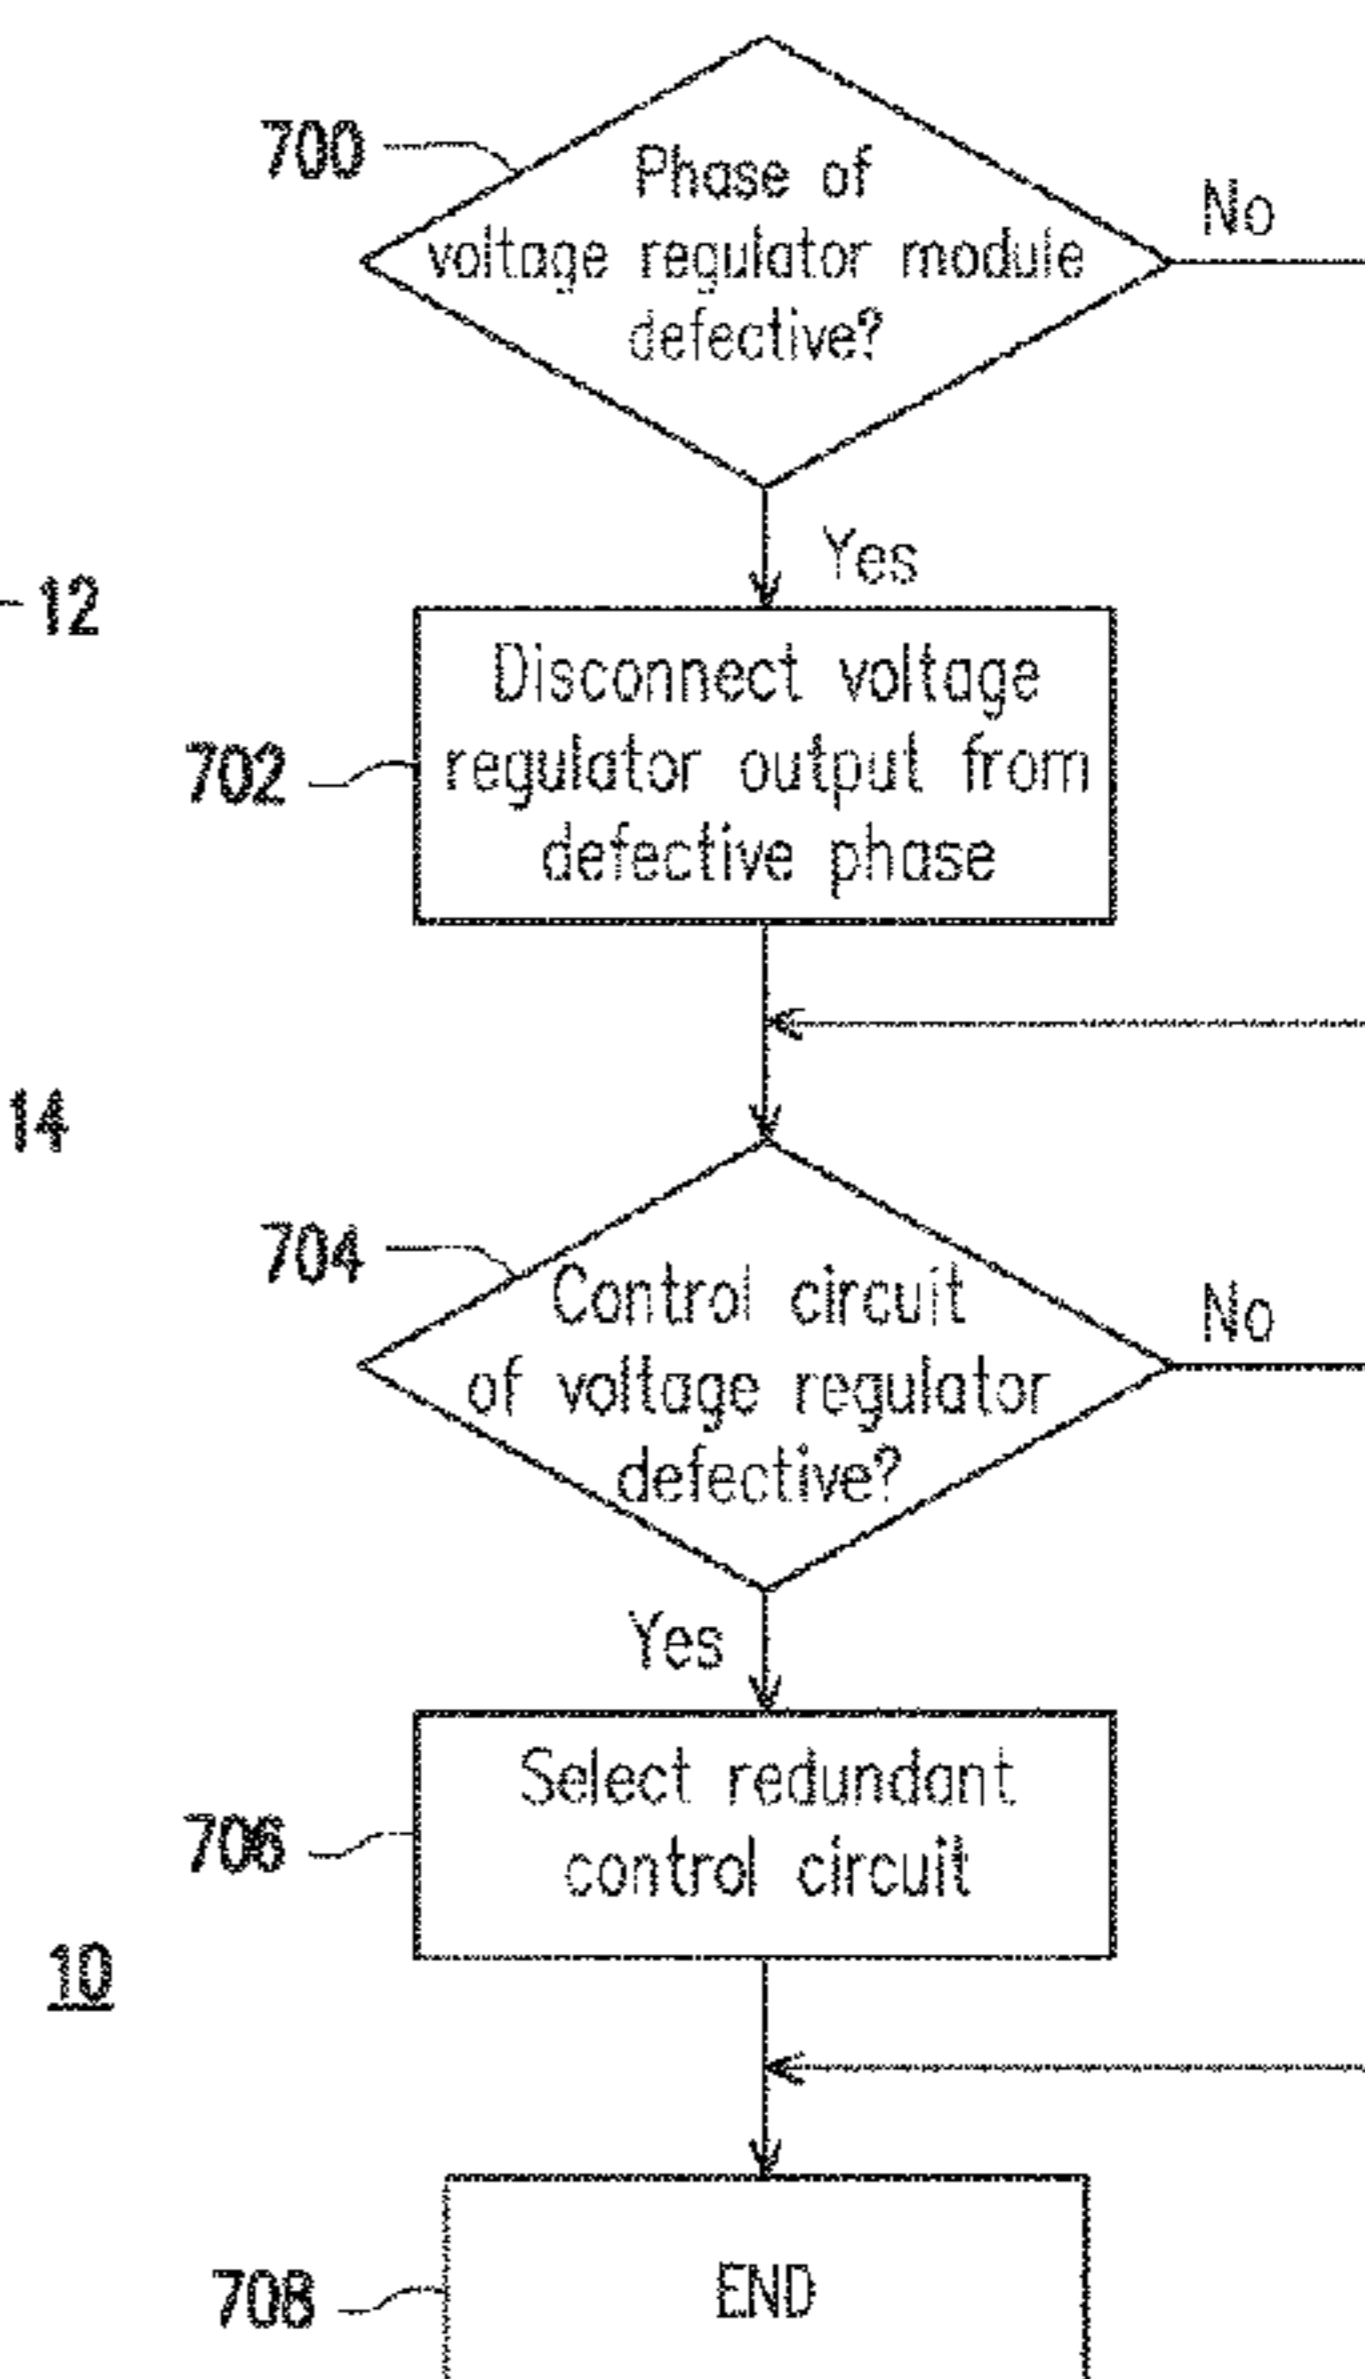 700
Phase of
voltage regulator module
defective?
No
Yes
12
702
Disconnect voltage
regulator output from
defective phase
14
704
Control circuit
of voltage regulator
defective?
No
Yes
706
Select redundant
control circuit
10
708
END